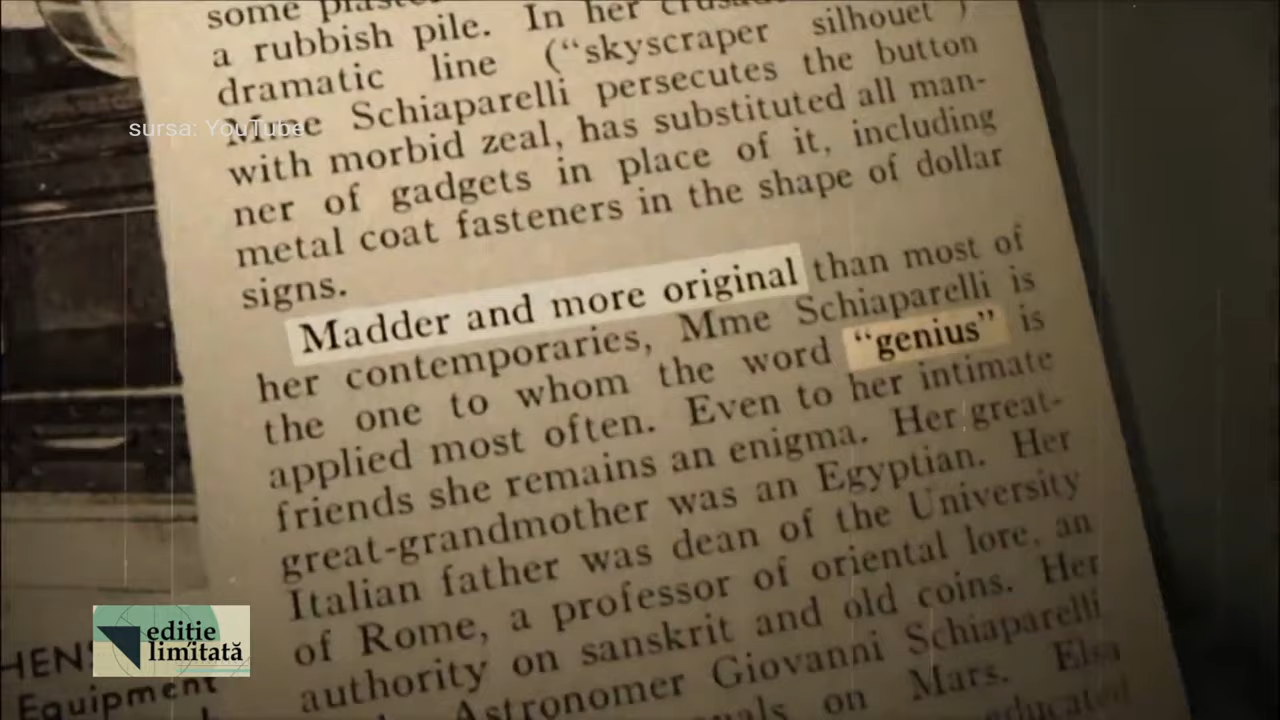 some
a rubbish pile. In her
dramatic line (“skyscraper silhouet
Mme Schiaparelli persecutes the button
with morbid zeal, has substituted all man-
ner of gadgets in place of it, including
metal coat fasteners in the shape of dollar
signs.
Madder and more original than most of
her contemporaries, Mme Schiaparelli is
the one to whom the word “genius” is
applied most often. Even to her intimate
friends she remains an enigma. Her great-
great-grandmother was an Egyptian. Her
Italian father was dean of the University
of Rome, a professor of oriental lore, an
authority on sanskrit and old coins. Her
Astronomer Giovanni Schiaparelli
on Mars. Elsa
educated
sursa: YouTube
ediție
limitată
Equipment